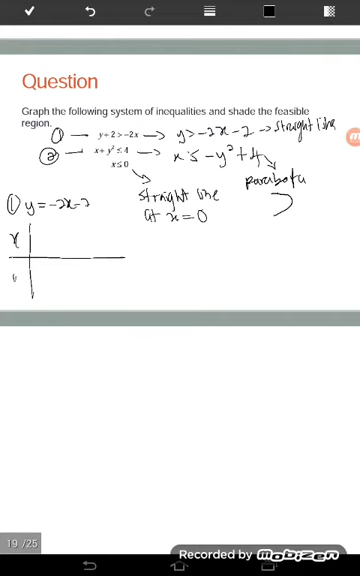 Question
Graph the following system of inequalities and shade the feasible
region.
① — y + 2 > −2x → y > −2x − 2 → straight line
② — x + y² ≤ 4 → x ≤ −y² + 4
x ≤ 0
parabola
straight line
at x = 0
① y = −2x − 2
x
19 /25
Recorded by mobizen